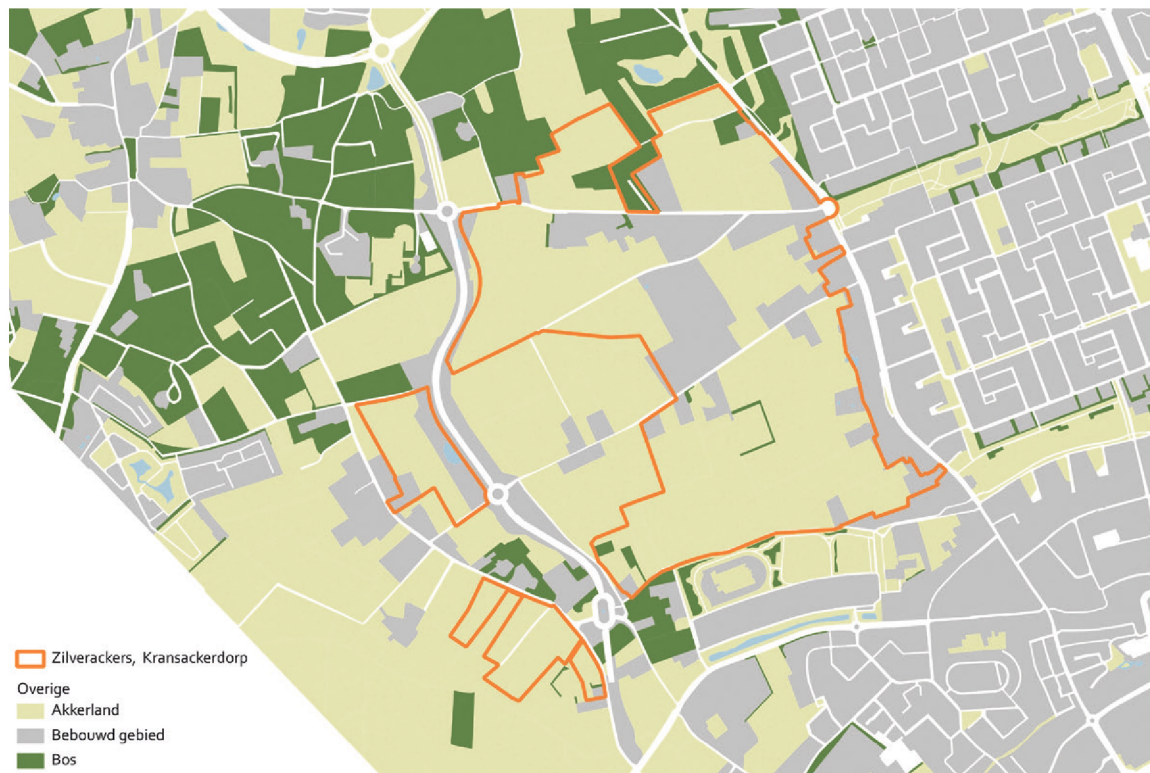 Zilverackers, Kransackerdorp
Overige
Akkerland
Bebouwd gebied
Bos